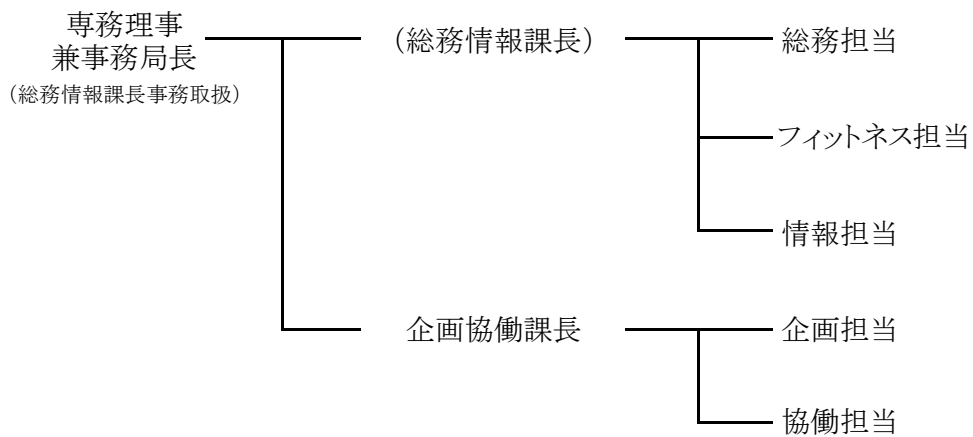 専務理事
兼事務局長
（総務情報課長事務取扱）
（総務情報課長）
総務担当
フィットネス担当
情報担当
企画協働課長
企画担当
協働担当